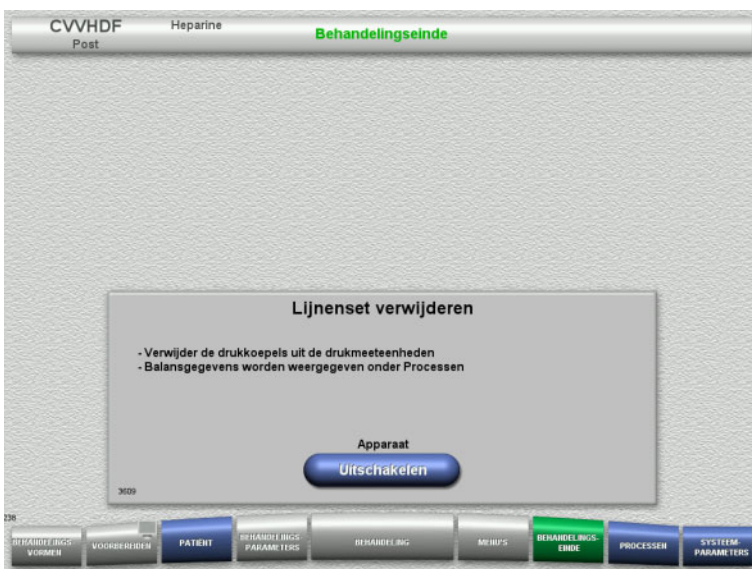 CVVHDF
Heparine
Behandelingseinde
Post
Lijnenset verwijderen
- Verwijder de drukkoepels uit de drukmeeteenheden
- Balansgegevens worden weergegeven onder Processen
Apparaat
Uitschakelen
3609
238
BEHANDELINGS-
VORMEN
VOORBEREIDEN
PATIËNT
BEHANDELINGS-
PARAMETERS
BEHANDELING
MENU'S
BEHANDELINGS-
EINDE
PROCESSEN
SYSTEEM-
PARAMETERS